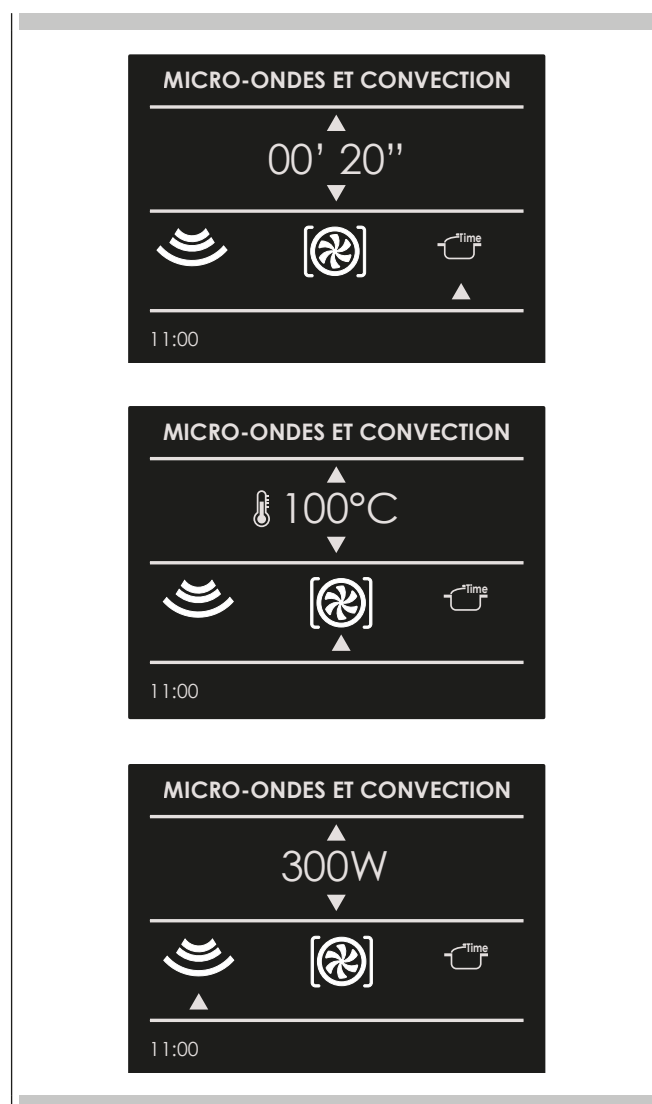 MICRO-ONDES ET CONVECTION
00’ 20”
Time
11:00
MICRO-ONDES ET CONVECTION
100°C
Time
11:00
MICRO-ONDES ET CONVECTION
300W
Time
11:00